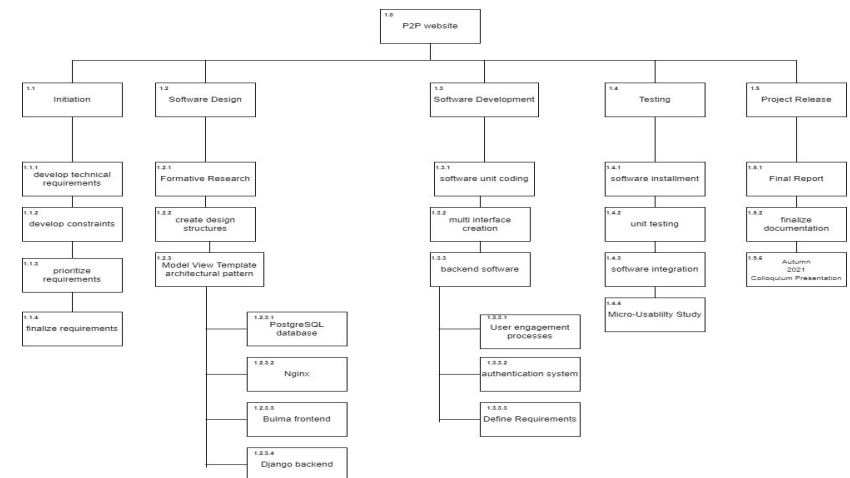 1.0
P2P website
1.1
Initiation
1.2
Software Design
1.3
Software Development
1.4
Testing
1.5
Project Release
1.1.1
develop technical
requirements
1.1.2
develop constraints
1.1.3
prioritize
requirements
1.1.4
finalize requirements
1.2.1
Formative Research
1.2.2
create design
structures
1.2.3
Model View Template
architectural pattern
1.2.3.1
PostgreSQL
database
1.2.3.2
Nginx
1.2.3.3
Bulma frontend
1.2.3.4
Django backend
1.3.1
software unit coding
1.3.2
multi interface
creation
1.3.3
backend software
1.3.3.1
User engagement
processes
1.3.3.2
authentication system
1.3.3.3
Define Requirements
1.4.1
software installment
1.4.2
unit testing
1.4.3
software integration
1.4.4
Micro-Usablilty Study
1.5.1
Final Report
1.5.2
finalize
documentation
1.5.6
Autumn
2021
Colloquium Presentation